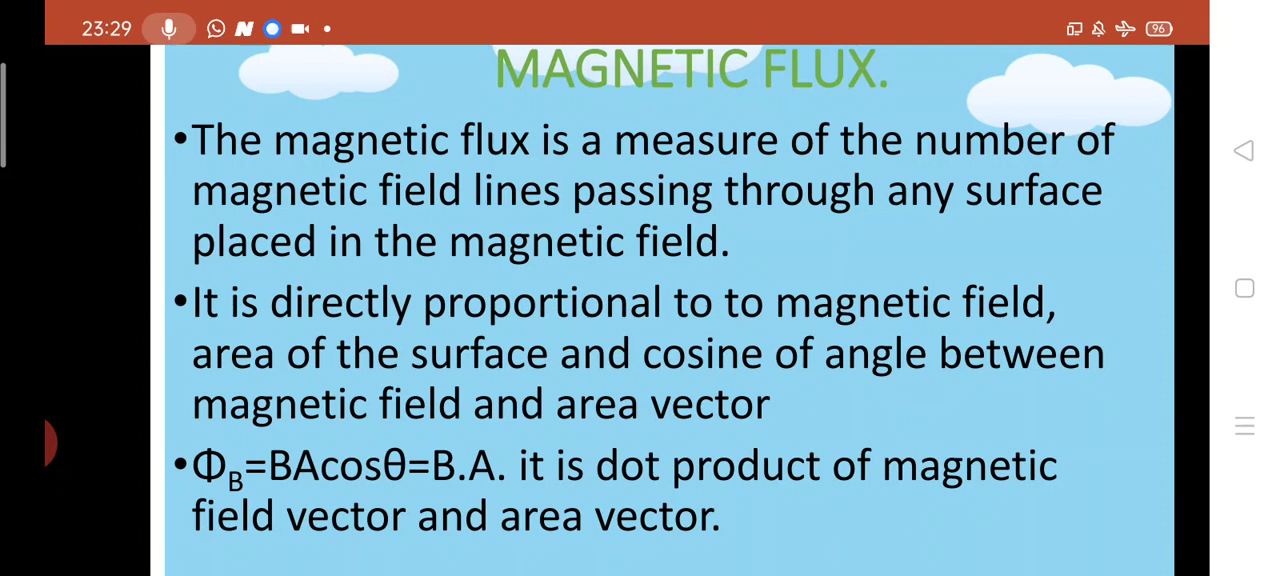 23:29
96
MAGNETIC FLUX.
•The magnetic flux is a measure of the number of
magnetic field lines passing through any surface
placed in the magnetic field.
•It is directly proportional to to magnetic field,
area of the surface and cosine of angle between
magnetic field and area vector
•ΦB=BAcosθ=B.A. it is dot product of magnetic
field vector and area vector.